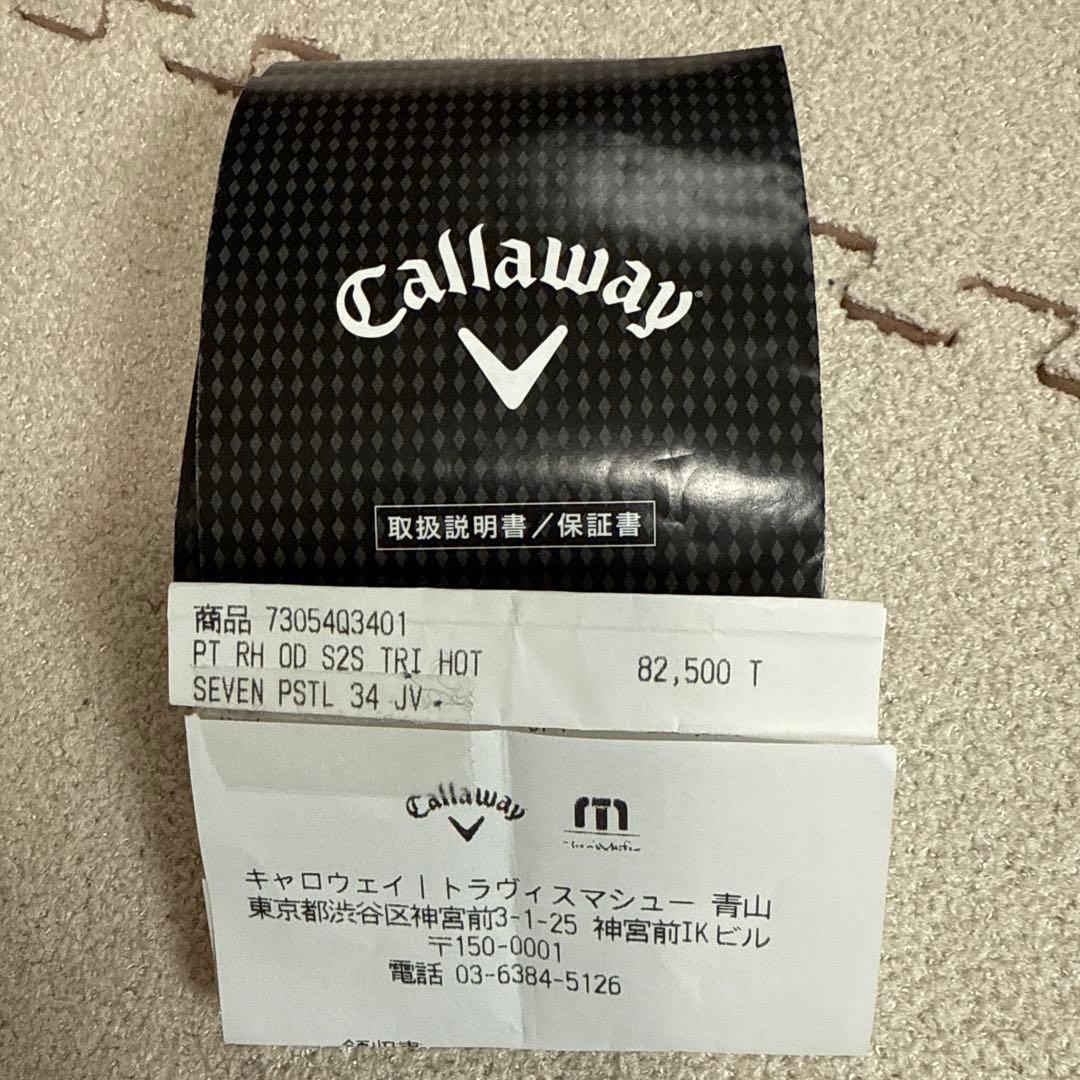 Callaway
取扱説明書/保証書
商品 73054Q3401
PT RH OD S2S TRI HOT 82,500 T
SEVEN PSTL 34 JV
Callaway
キャロウェイ|トラヴィスマシュー 青山
東京都渋谷区神宮前3-1-25 神宮前IKビル
〒150-0001
電話 03-6384-5126
領収書